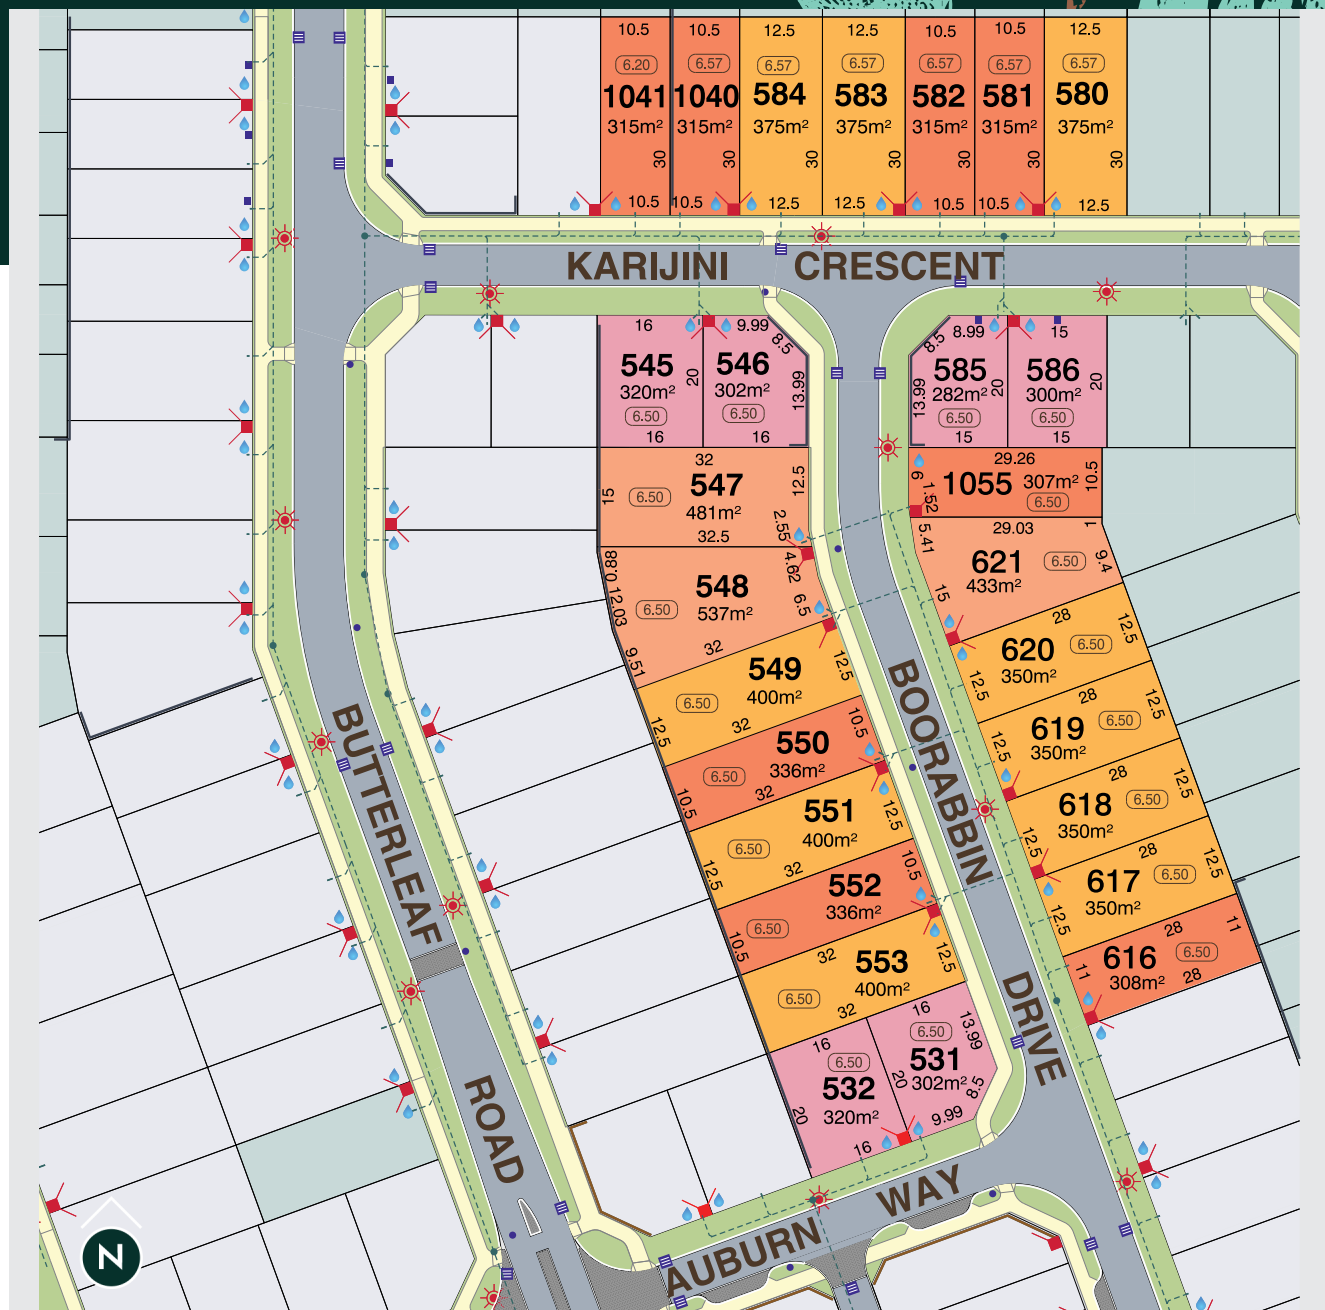 10.5 10.5 12.5 12.5 10.5 10.5 12.5
6.20 6.57 6.57 6.57 6.57 6.57 6.57
1041 1040 584 583 582 581 580
315m² 315m² 375m² 375m² 315m² 315m² 375m²
30 30 30 30 30 30 30
10.5 10.5 12.5 12.5 10.5 10.5 12.5
KARIJINI CRESCENT
16 9.99 8.5
545 546
320m² 20 302m² 13.99
6.50 6.50
16 16
8.5 8.99 15
585 586
13.99 282m² 20 300m² 20
6.50 6.50
15 15
32
15 6.50 547 12.5
481m²
32.5 2.55
29.26
6 1055 307m² 10.5
1.52 6.50
29.03 1
5.41 621 6.50 9.4
433m²
15
0.88 4.62
548
12.03 6.50 537m² 6.5
9.51 32
28
620 6.50 12.5
12.5 350m²
549 12.5
6.50 400m²
12.5 32
28
619 6.50 12.5
12.5 350m²
550 10.5
6.50 336m²
10.5 32
28
618 6.50 12.5
12.5 350m²
551 12.5
6.50 400m²
12.5 32
28
617 6.50 12.5
12.5 350m²
552 10.5
6.50 336m²
10.5 32
28 11
616 6.50
11 308m² 28
553 12.5
6.50 400m²
32
BUTTERLEAF
ROAD
BOORABBIN
DRIVE
16 16 13.99
6.50 6.50
532 531
20 320m² 20 302m² 8.5
16 9.99
AUBURN WAY
N